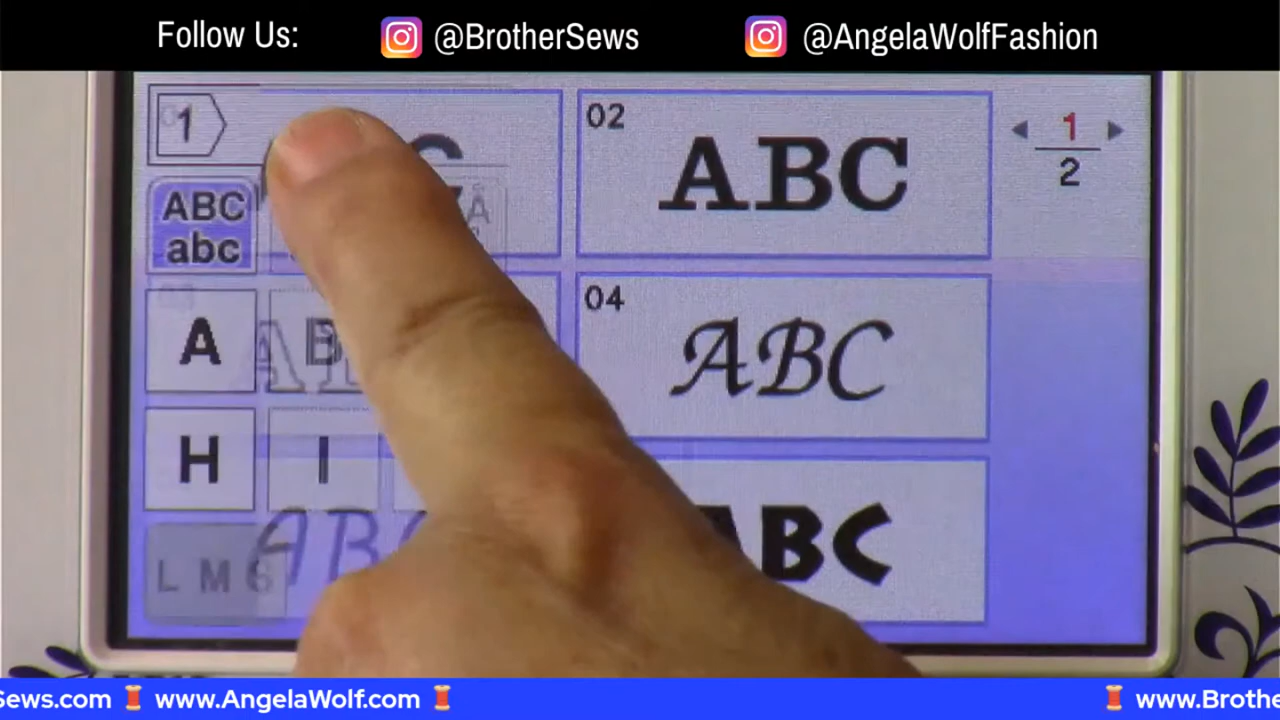 Follow Us: @BrotherSews @AngelaWolfFashion
1
02
ABC
1
2
ABC
abc
04
ABC
A B
H I
ABC
L M S
Sews.com www.AngelaWolf.com www.Brothe